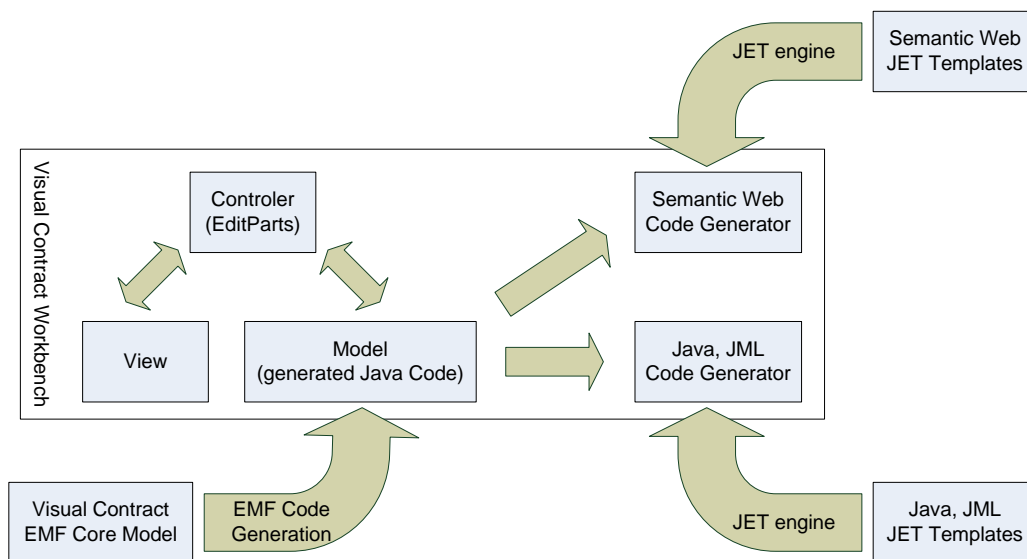 JET engine
Semantic Web
JET Templates
Visual Contract Workbench
Controler
(EditParts)
Semantic Web
Code Generator
View
Model
(generated Java Code)
Java, JML
Code Generator
Visual Contract
EMF Core Model
EMF Code
Generation
JET engine
Java, JML
JET Templates